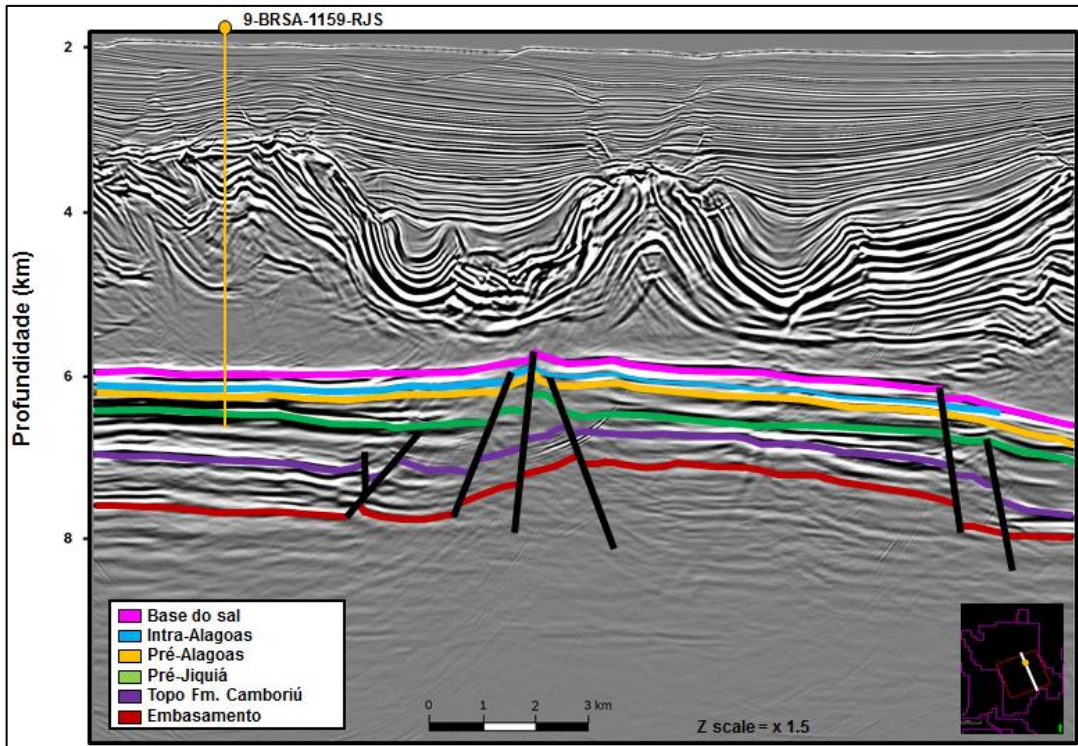 9-BRSA-1159-RJS
2
4
6
8
Profundidade (km)
Base do sal
Intra-Alagoas
Pré-Alagoas
Pré-Jiquiá
Topo Fm. Camboriú
Embasamento
0 1 2 3 km
Z scale = x 1.5